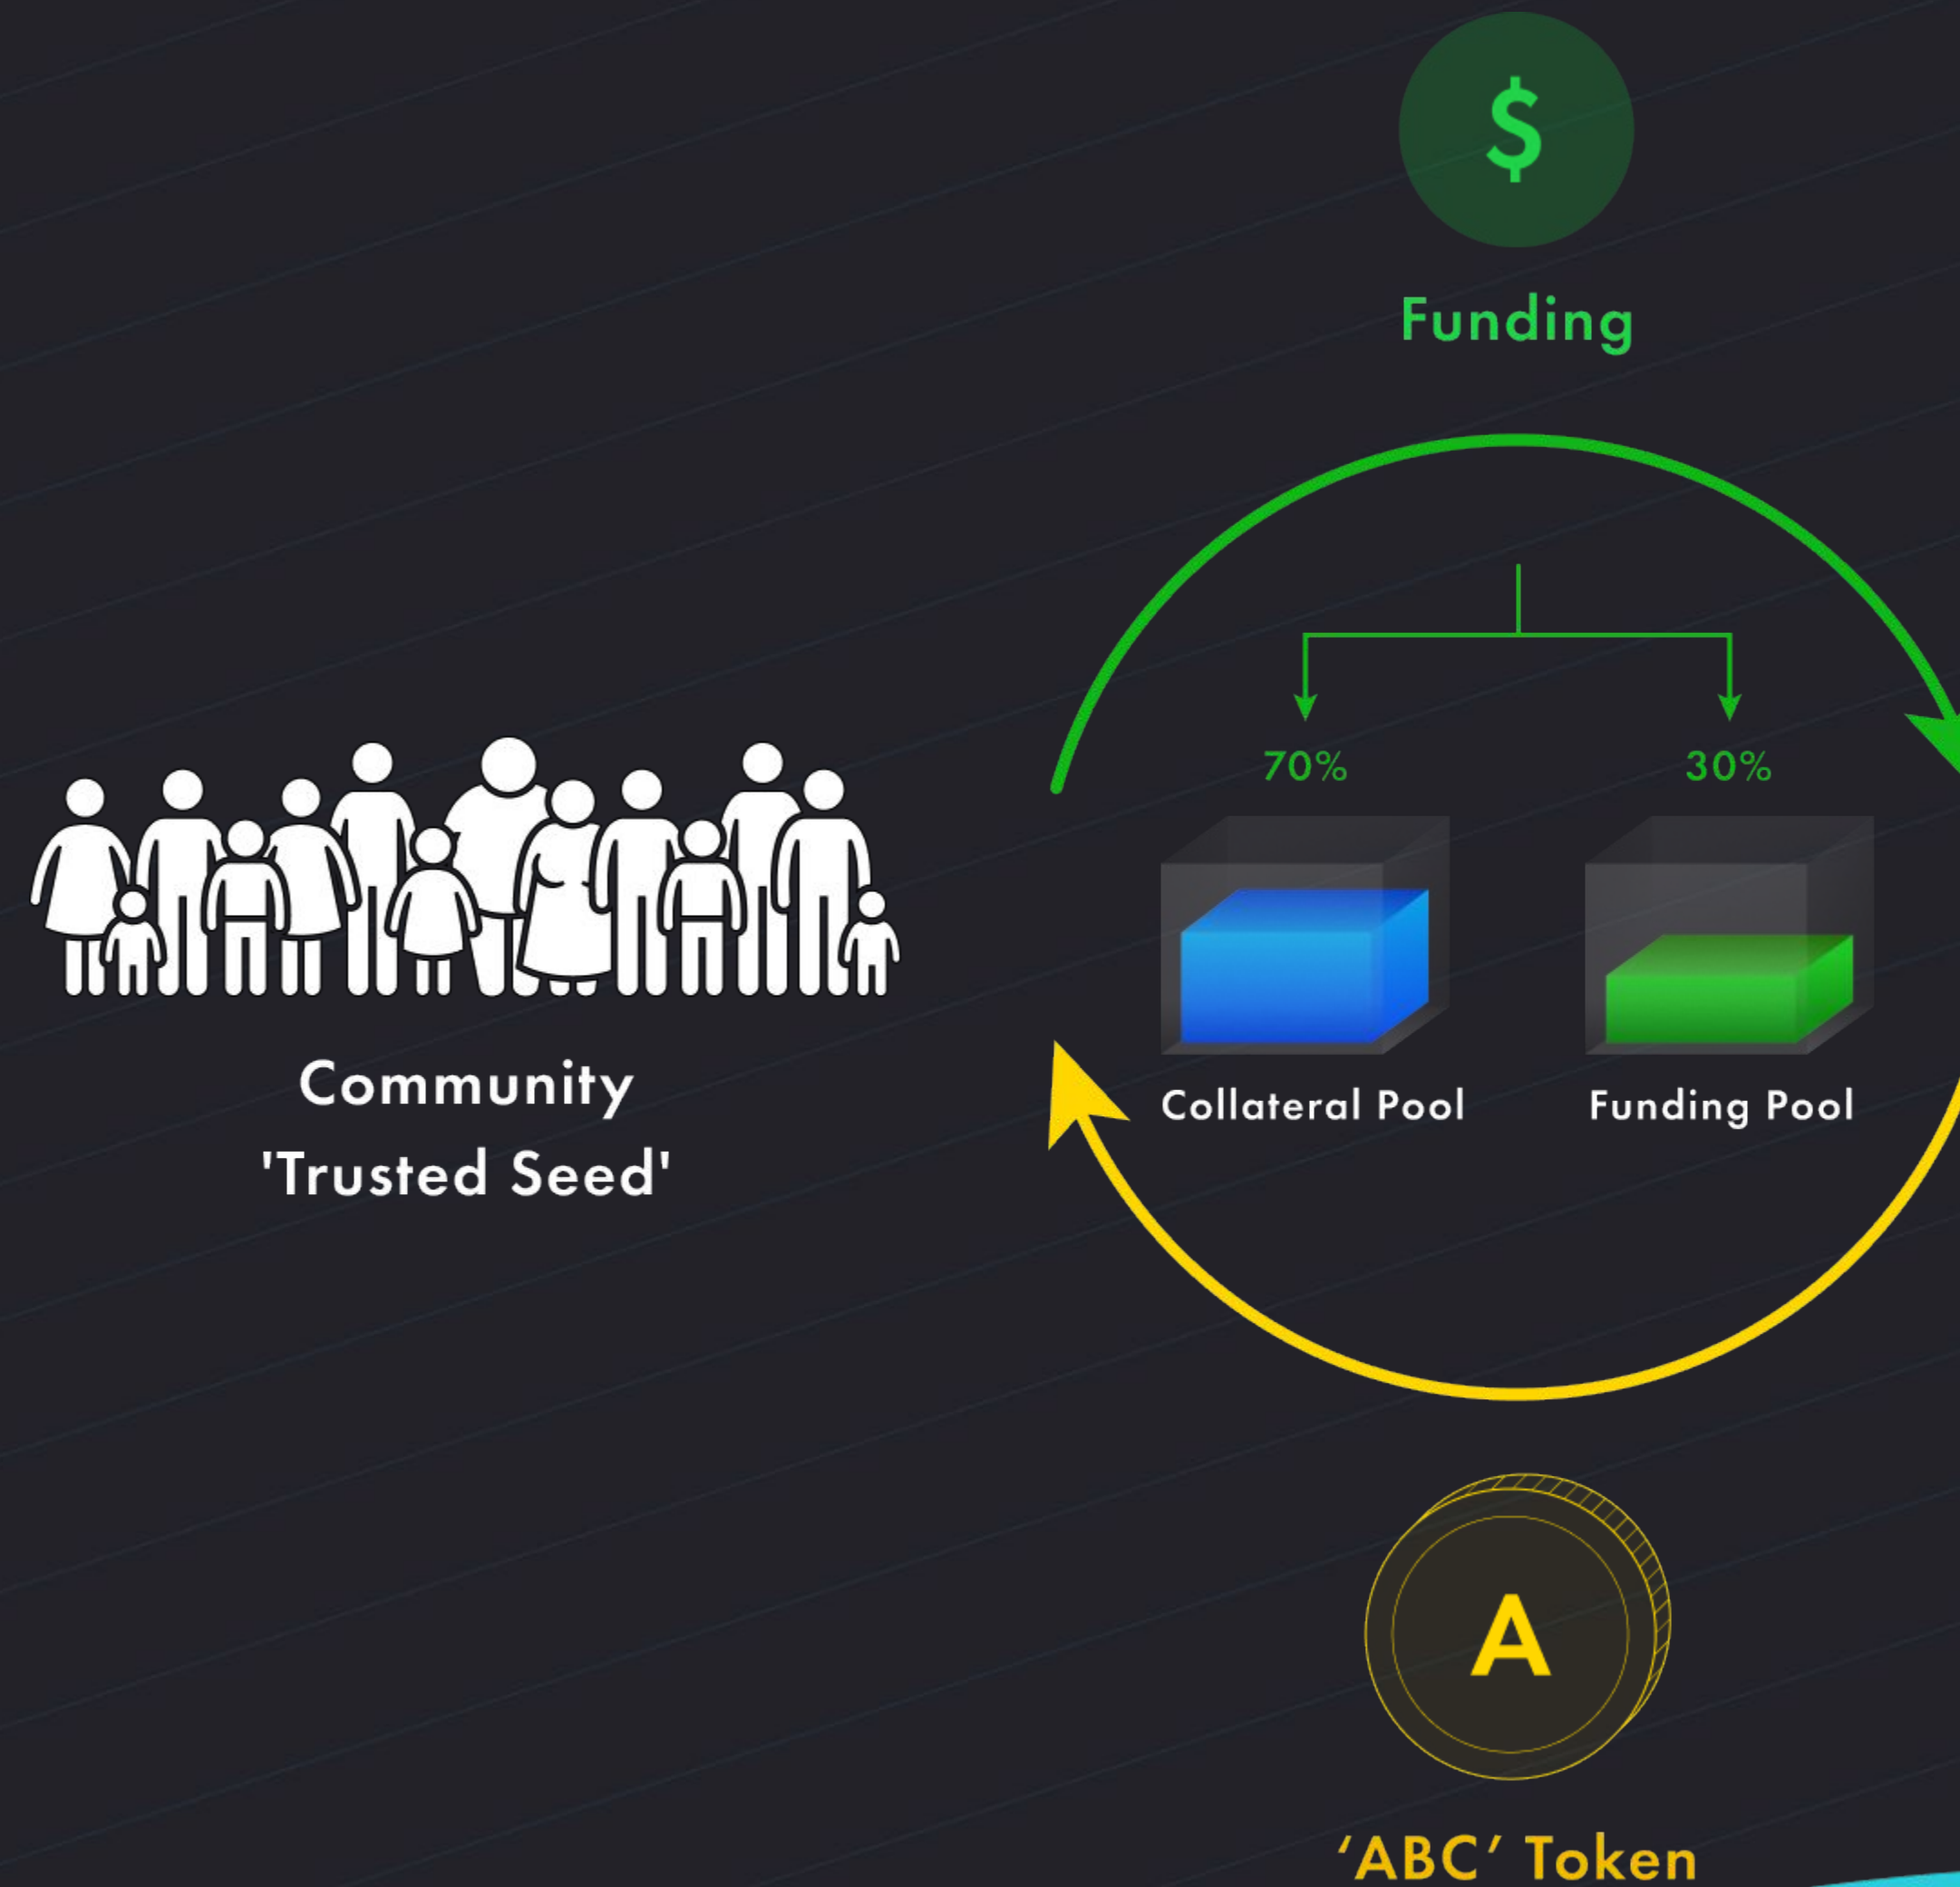 $
Funding
70%
30%
Collateral Pool
Funding Pool
Community
'Trusted Seed'
A
‘ABC’ Token